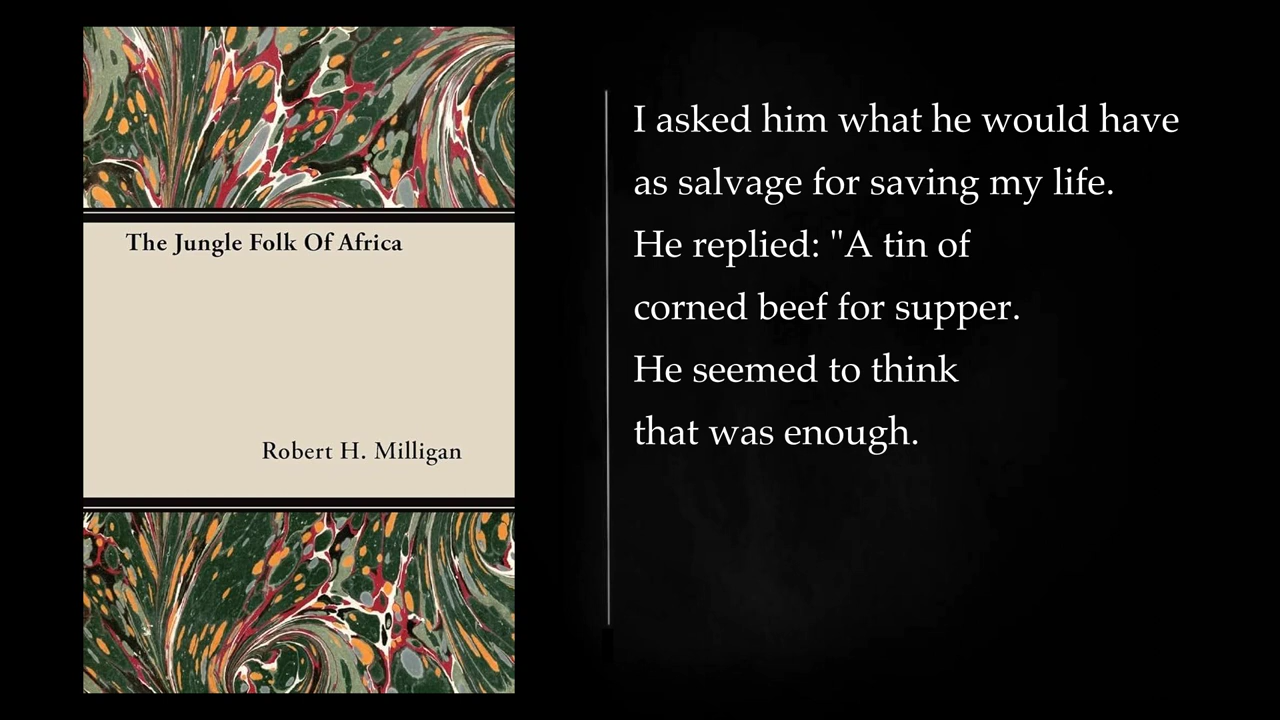 The Jungle Folk Of Africa
Robert H. Milligan
I asked him what he would have
as salvage for saving my life.
He replied: "A tin of
corned beef for supper.
He seemed to think
that was enough.